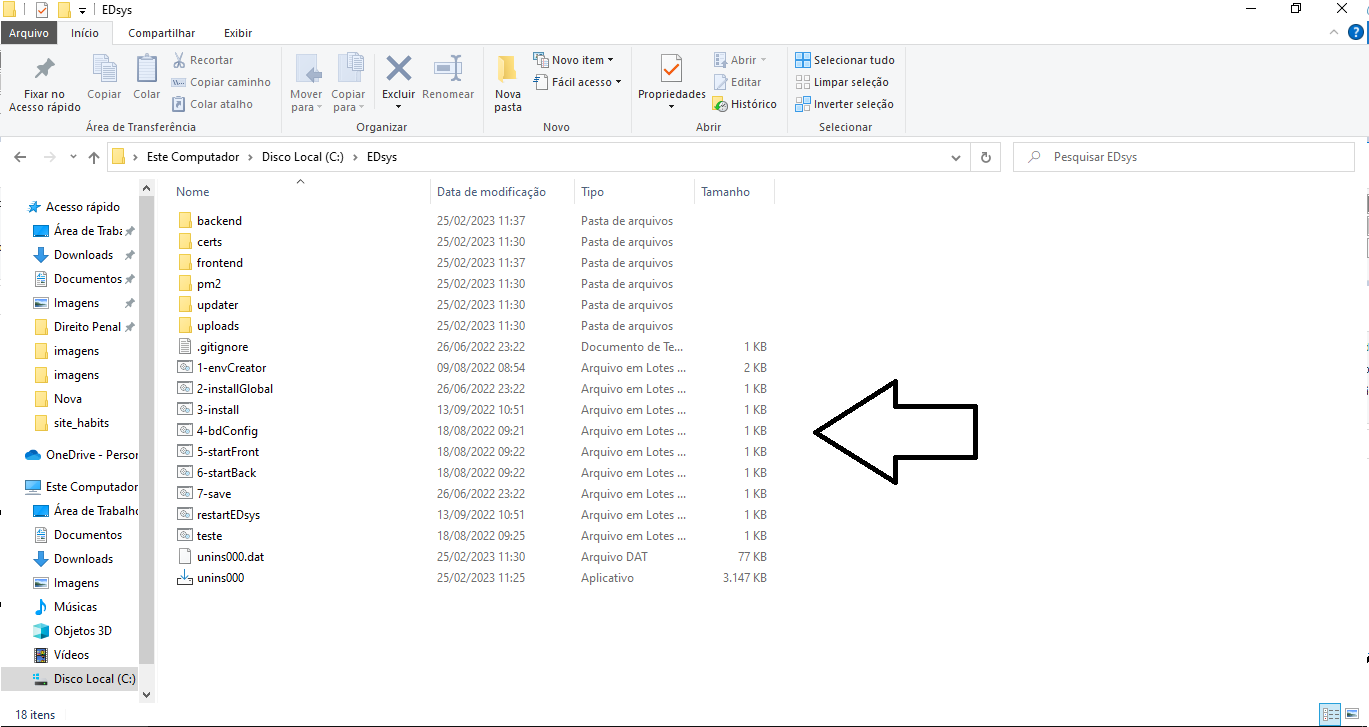 EDsys
Arquivo Início Compartilhar Exibir
Fixar no Acesso rápido
Copiar
Colar
Recortar
Copiar caminho
Colar atalho
Área de Transferência
Mover para
Copiar para
Excluir
Renomear
Organizar
Nova pasta
Novo item
Fácil acesso
Novo
Propriedades
Abrir
Editar
Histórico
Abrir
Selecionar tudo
Limpar seleção
Inverter seleção
Selecionar
Este Computador > Disco Local (C:) > EDsys
Pesquisar EDsys
Acesso rápido
Área de Traba
Downloads
Documentos
Imagens
Direito Penal
imagens
imagens
Nova
site_habits
OneDrive - Person
Este Computador
Área de Trabalho
Documentos
Downloads
Imagens
Músicas
Objetos 3D
Vídeos
Disco Local (C:)
Nome Data de modificação Tipo Tamanho
backend 25/02/2023 11:37 Pasta de arquivos
certs 25/02/2023 11:30 Pasta de arquivos
frontend 25/02/2023 11:37 Pasta de arquivos
pm2 25/02/2023 11:30 Pasta de arquivos
updater 25/02/2023 11:30 Pasta de arquivos
uploads 25/02/2023 11:30 Pasta de arquivos
.gitignore 26/06/2022 23:22 Documento de Te... 1 KB
1-envCreator 09/08/2022 08:54 Arquivo em Lotes ... 2 KB
2-installGlobal 26/06/2022 23:22 Arquivo em Lotes ... 1 KB
3-install 13/09/2022 10:51 Arquivo em Lotes ... 1 KB
4-bdConfig 18/08/2022 09:21 Arquivo em Lotes ... 1 KB
5-startFront 18/08/2022 09:22 Arquivo em Lotes ... 1 KB
6-startBack 18/08/2022 09:22 Arquivo em Lotes ... 1 KB
7-save 26/06/2022 23:22 Arquivo em Lotes ... 1 KB
restartEDsys 13/09/2022 10:51 Arquivo em Lotes ... 1 KB
teste 18/08/2022 09:25 Arquivo em Lotes ... 1 KB
unins000.dat 25/02/2023 11:30 Arquivo DAT 77 KB
unins000 25/02/2023 11:25 Aplicativo 3.147 KB
18 itens